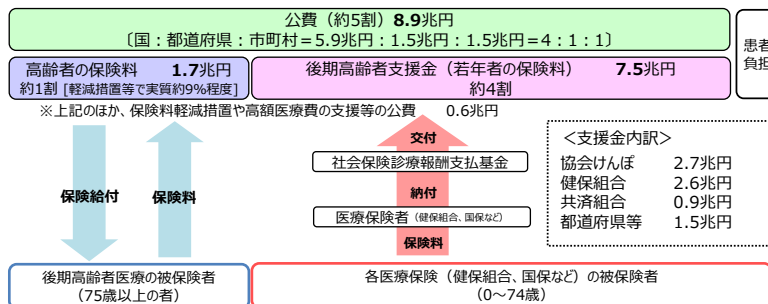 公費（約5割）8.9兆円
〔国：都道府県：市町村＝5.9兆円：1.5兆円：1.5兆円＝4：1：1〕
患者
負担
高齢者の保険料 1.7兆円
約1割 [軽減措置等で実質約9％程度]
後期高齢者支援金（若年者の保険料） 7.5兆円
約4割
※上記のほか、保険料軽減措置や高額医療費の支援等の公費 0.6兆円
保険給付
保険料
交付
社会保険診療報酬支払基金
納付
医療保険者（健保組合、国保など）
保険料
＜支援金内訳＞
協会けんぽ 2.7兆円
健保組合 2.6兆円
共済組合 0.9兆円
都道府県等 1.5兆円
後期高齢者医療の被保険者
（75歳以上の者）
各医療保険（健保組合、国保など）の被保険者
（0～74歳）